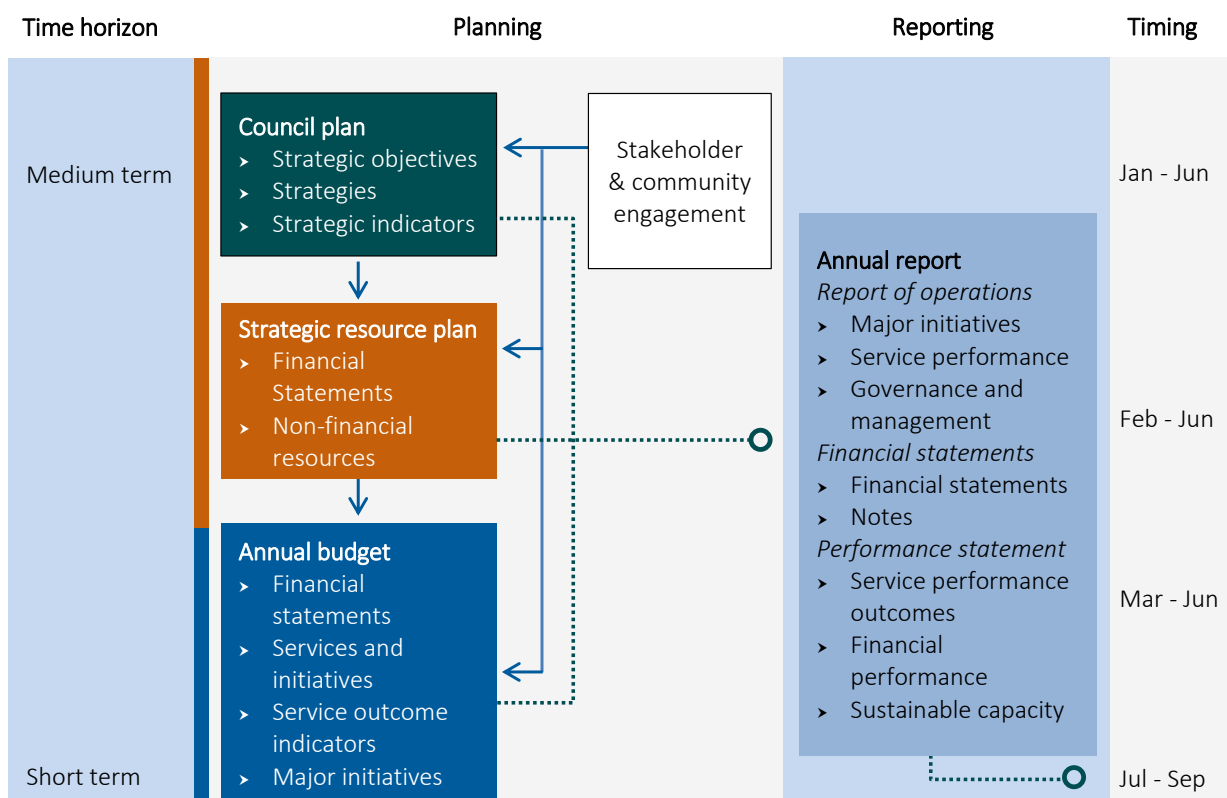 Time horizon
Planning
Reporting
Timing
Medium term
Short term
Council plan
➤ Strategic objectives
➤ Strategies
➤ Strategic indicators
Stakeholder
& community
engagement
Strategic resource plan
➤ Financial
Statements
➤ Non-financial
resources
Annual budget
➤ Financial
statements
➤ Services and
initiatives
➤ Service outcome
indicators
➤ Major initiatives
Annual report
Report of operations
➤ Major initiatives
➤ Service performance
➤ Governance and
management
Financial statements
➤ Financial statements
➤ Notes
Performance statement
➤ Service performance
outcomes
➤ Financial
performance
➤ Sustainable capacity
Jan - Jun
Feb - Jun
Mar - Jun
Jul - Sep